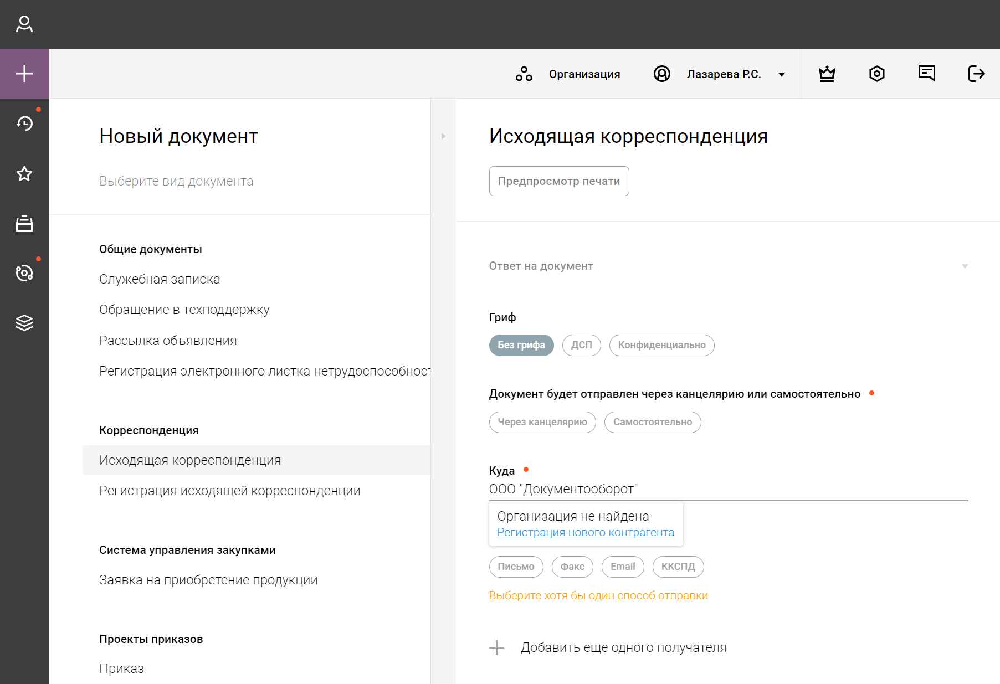 Организация
Лазарева Р.С.
Новый документ
Выберите вид документа
Общие документы
Служебная записка
Обращение в техподдержку
Рассылка объявления
Регистрация электронного листка нетрудоспособност
Корреспонденция
Исходящая корреспонденция
Регистрация исходящей корреспонденции
Система управления закупками
Заявка на приобретение продукции
Проекты приказов
Приказ
Исходящая корреспонденция
Предпросмотр печати
Ответ на документ
Гриф
Без грифа ДСП Конфиденциально
Документ будет отправлен через канцелярию или самостоятельно
Через канцелярию Самостоятельно
Куда
ООО "Документооборот"
Организация не найдена
Регистрация нового контрагента
Письмо Факс Email ККСПД
Выберите хотя бы один способ отправки
Добавить еще одного получателя